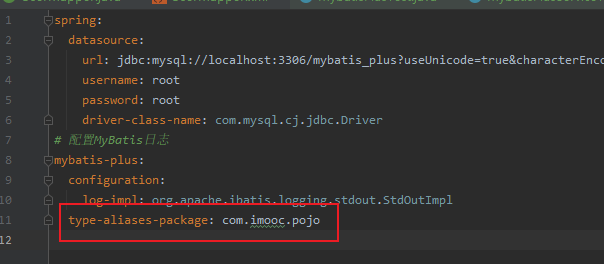 1 spring:
2 datasource:
3 url: jdbc:mysql://localhost:3306/mybatis_plus?useUnicode=true&characterEnc
4 username: root
5 password: root
6 driver-class-name: com.mysql.cj.jdbc.Driver
7 # 配置MyBatis日志
8 mybatis-plus:
9 configuration:
10 log-impl: org.apache.ibatis.logging.stdout.StdOutImpl
11 type-aliases-package: com.imooc.pojo
12